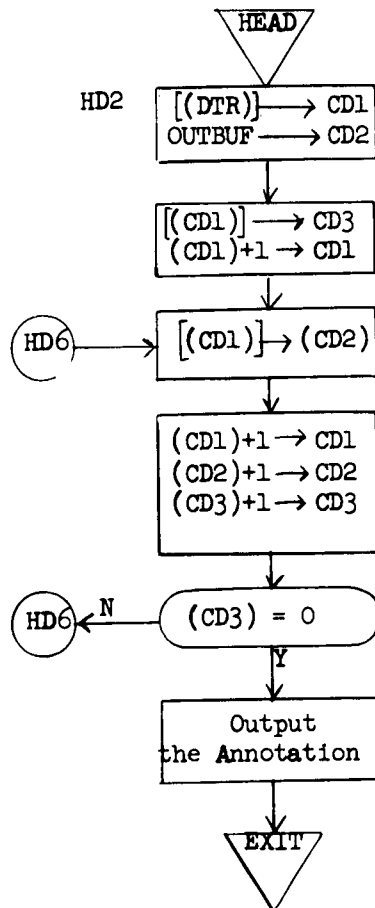 HEAD
HD2
[(DTR)] → CD1
OUTBUF → CD2
[(CD1)] → CD3
(CD1)+1 → CD1
HD6
[(CD1)] → (CD2)
(CD1)+1 → CD1
(CD2)+1 → CD2
(CD3)+1 → CD3
HD6
N
(CD3) = 0
Y
Output
the Annotation
EXIT